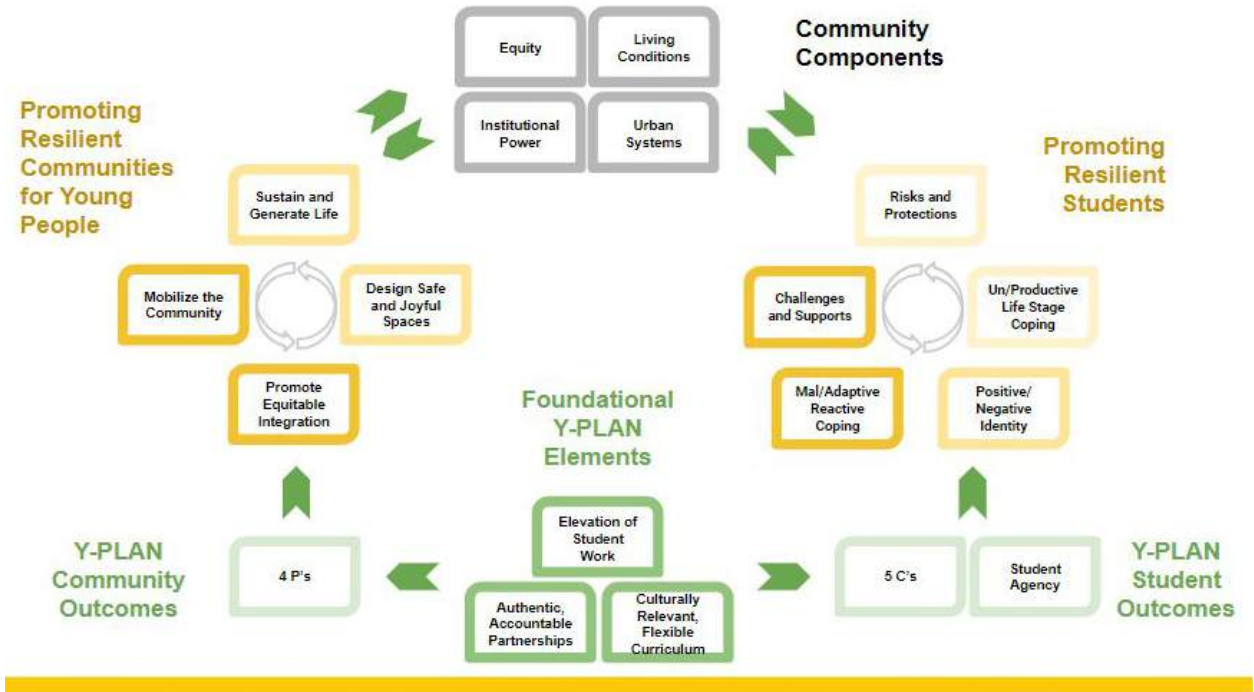 Equity
Living
Conditions
Institutional
Power
Urban
Systems
Community
Components
Promoting
Resilient
Communities
for Young
People
Sustain and
Generate Life
Mobilize the
Community
Design Safe
and Joyful
Spaces
Promote
Equitable
Integration
Promoting
Resilient
Students
Risks and
Protections
Challenges
and Supports
Un/Productive
Life Stage
Coping
Mal/Adaptive
Reactive
Coping
Positive/
Negative
Identity
Foundational
Y-PLAN
Elements
Elevation of
Student
Work
Authentic,
Accountable
Partnerships
Culturally
Relevant,
Flexible
Curriculum
Y-PLAN
Community
Outcomes
4 P's
5 C's
Student
Agency
Y-PLAN
Student
Outcomes